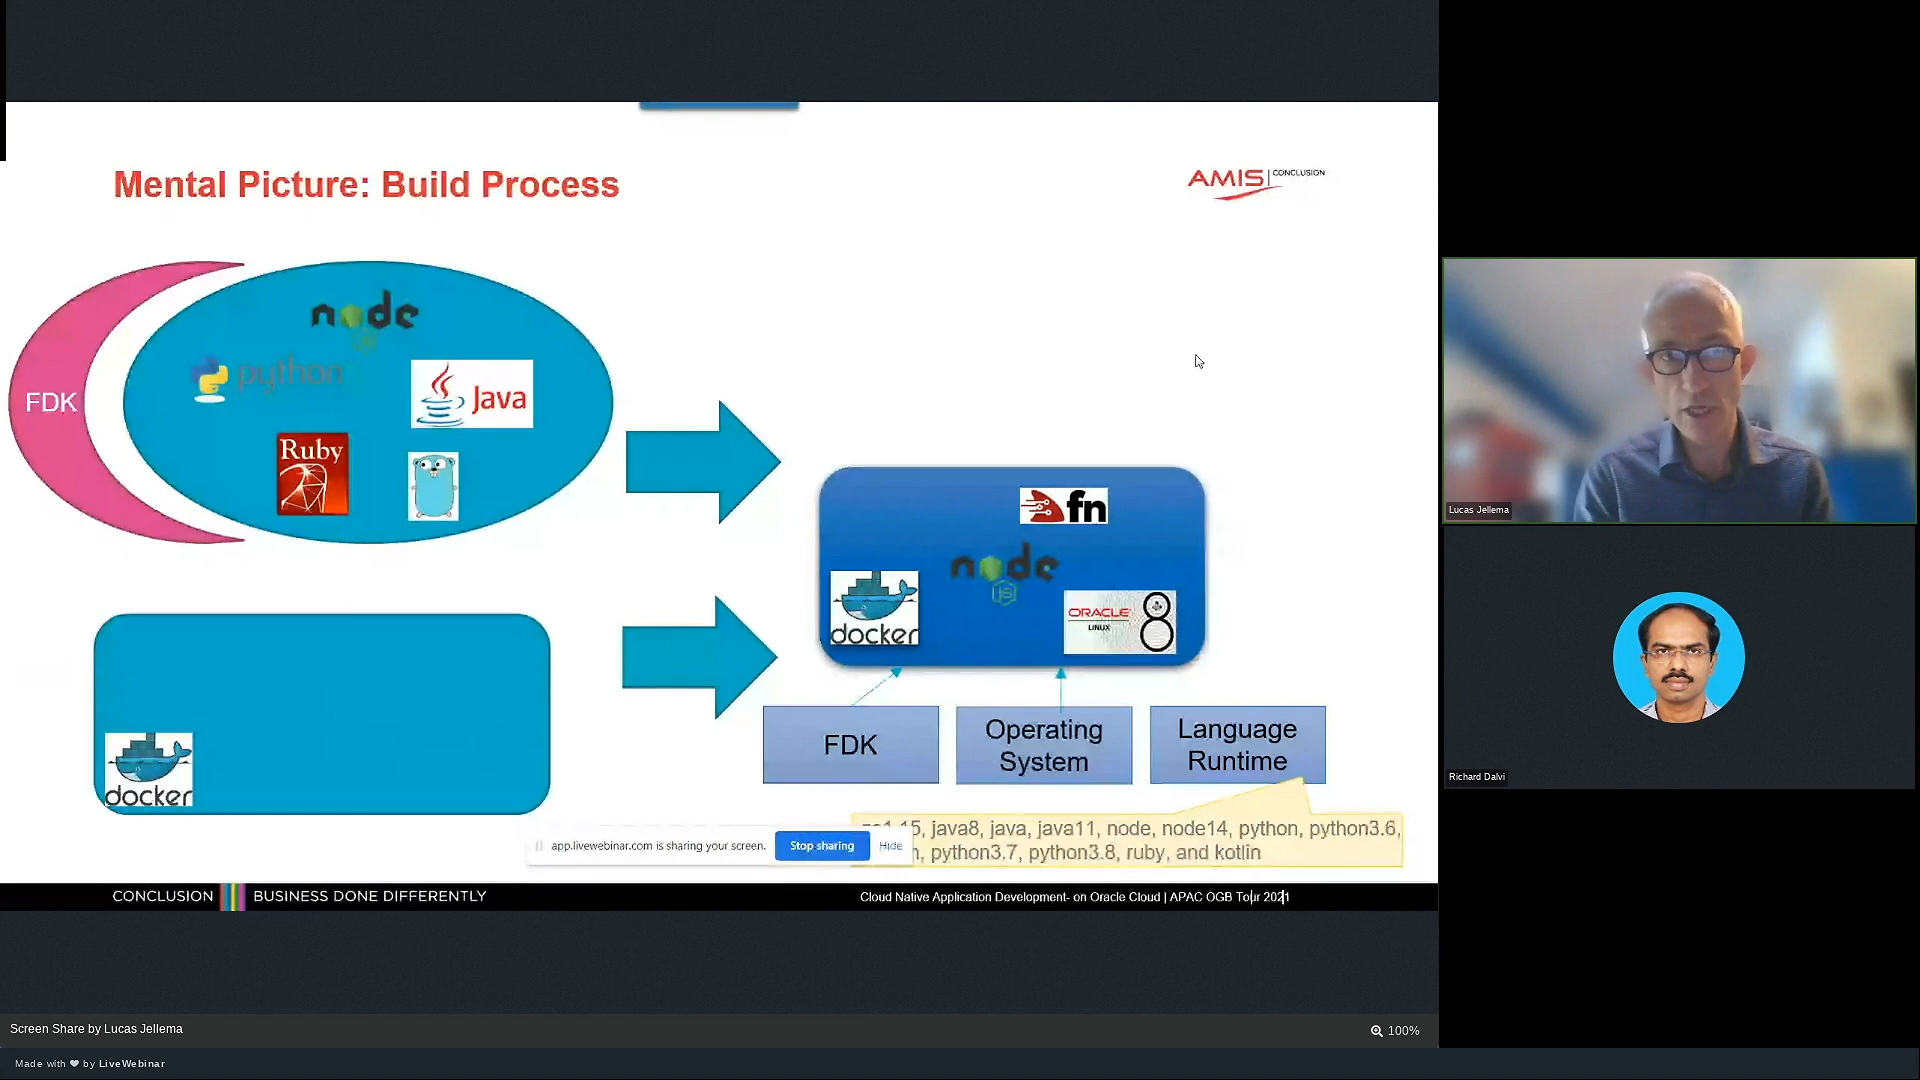 Mental Picture: Build Process
AMIS CONCLUSION
node
JS
python
Java
FDK
Ruby
fn
node
JS
docker
ORACLE
LINUX
8
docker
FDK
Operating
System
Language
Runtime
java8, java, java11, node, node14, python, python3.6,
python3.7, python3.8, ruby, and kotlin
app.livewebinar.com is sharing your screen. Stop sharing Hide
CONCLUSION BUSINESS DONE DIFFERENTLY
Cloud Native Application Development- on Oracle Cloud | APAC OGB Tour 2021
Lucas Jellema
Richard Dalvi
Screen Share by Lucas Jellema
100%
Made with ❤ by LiveWebinar